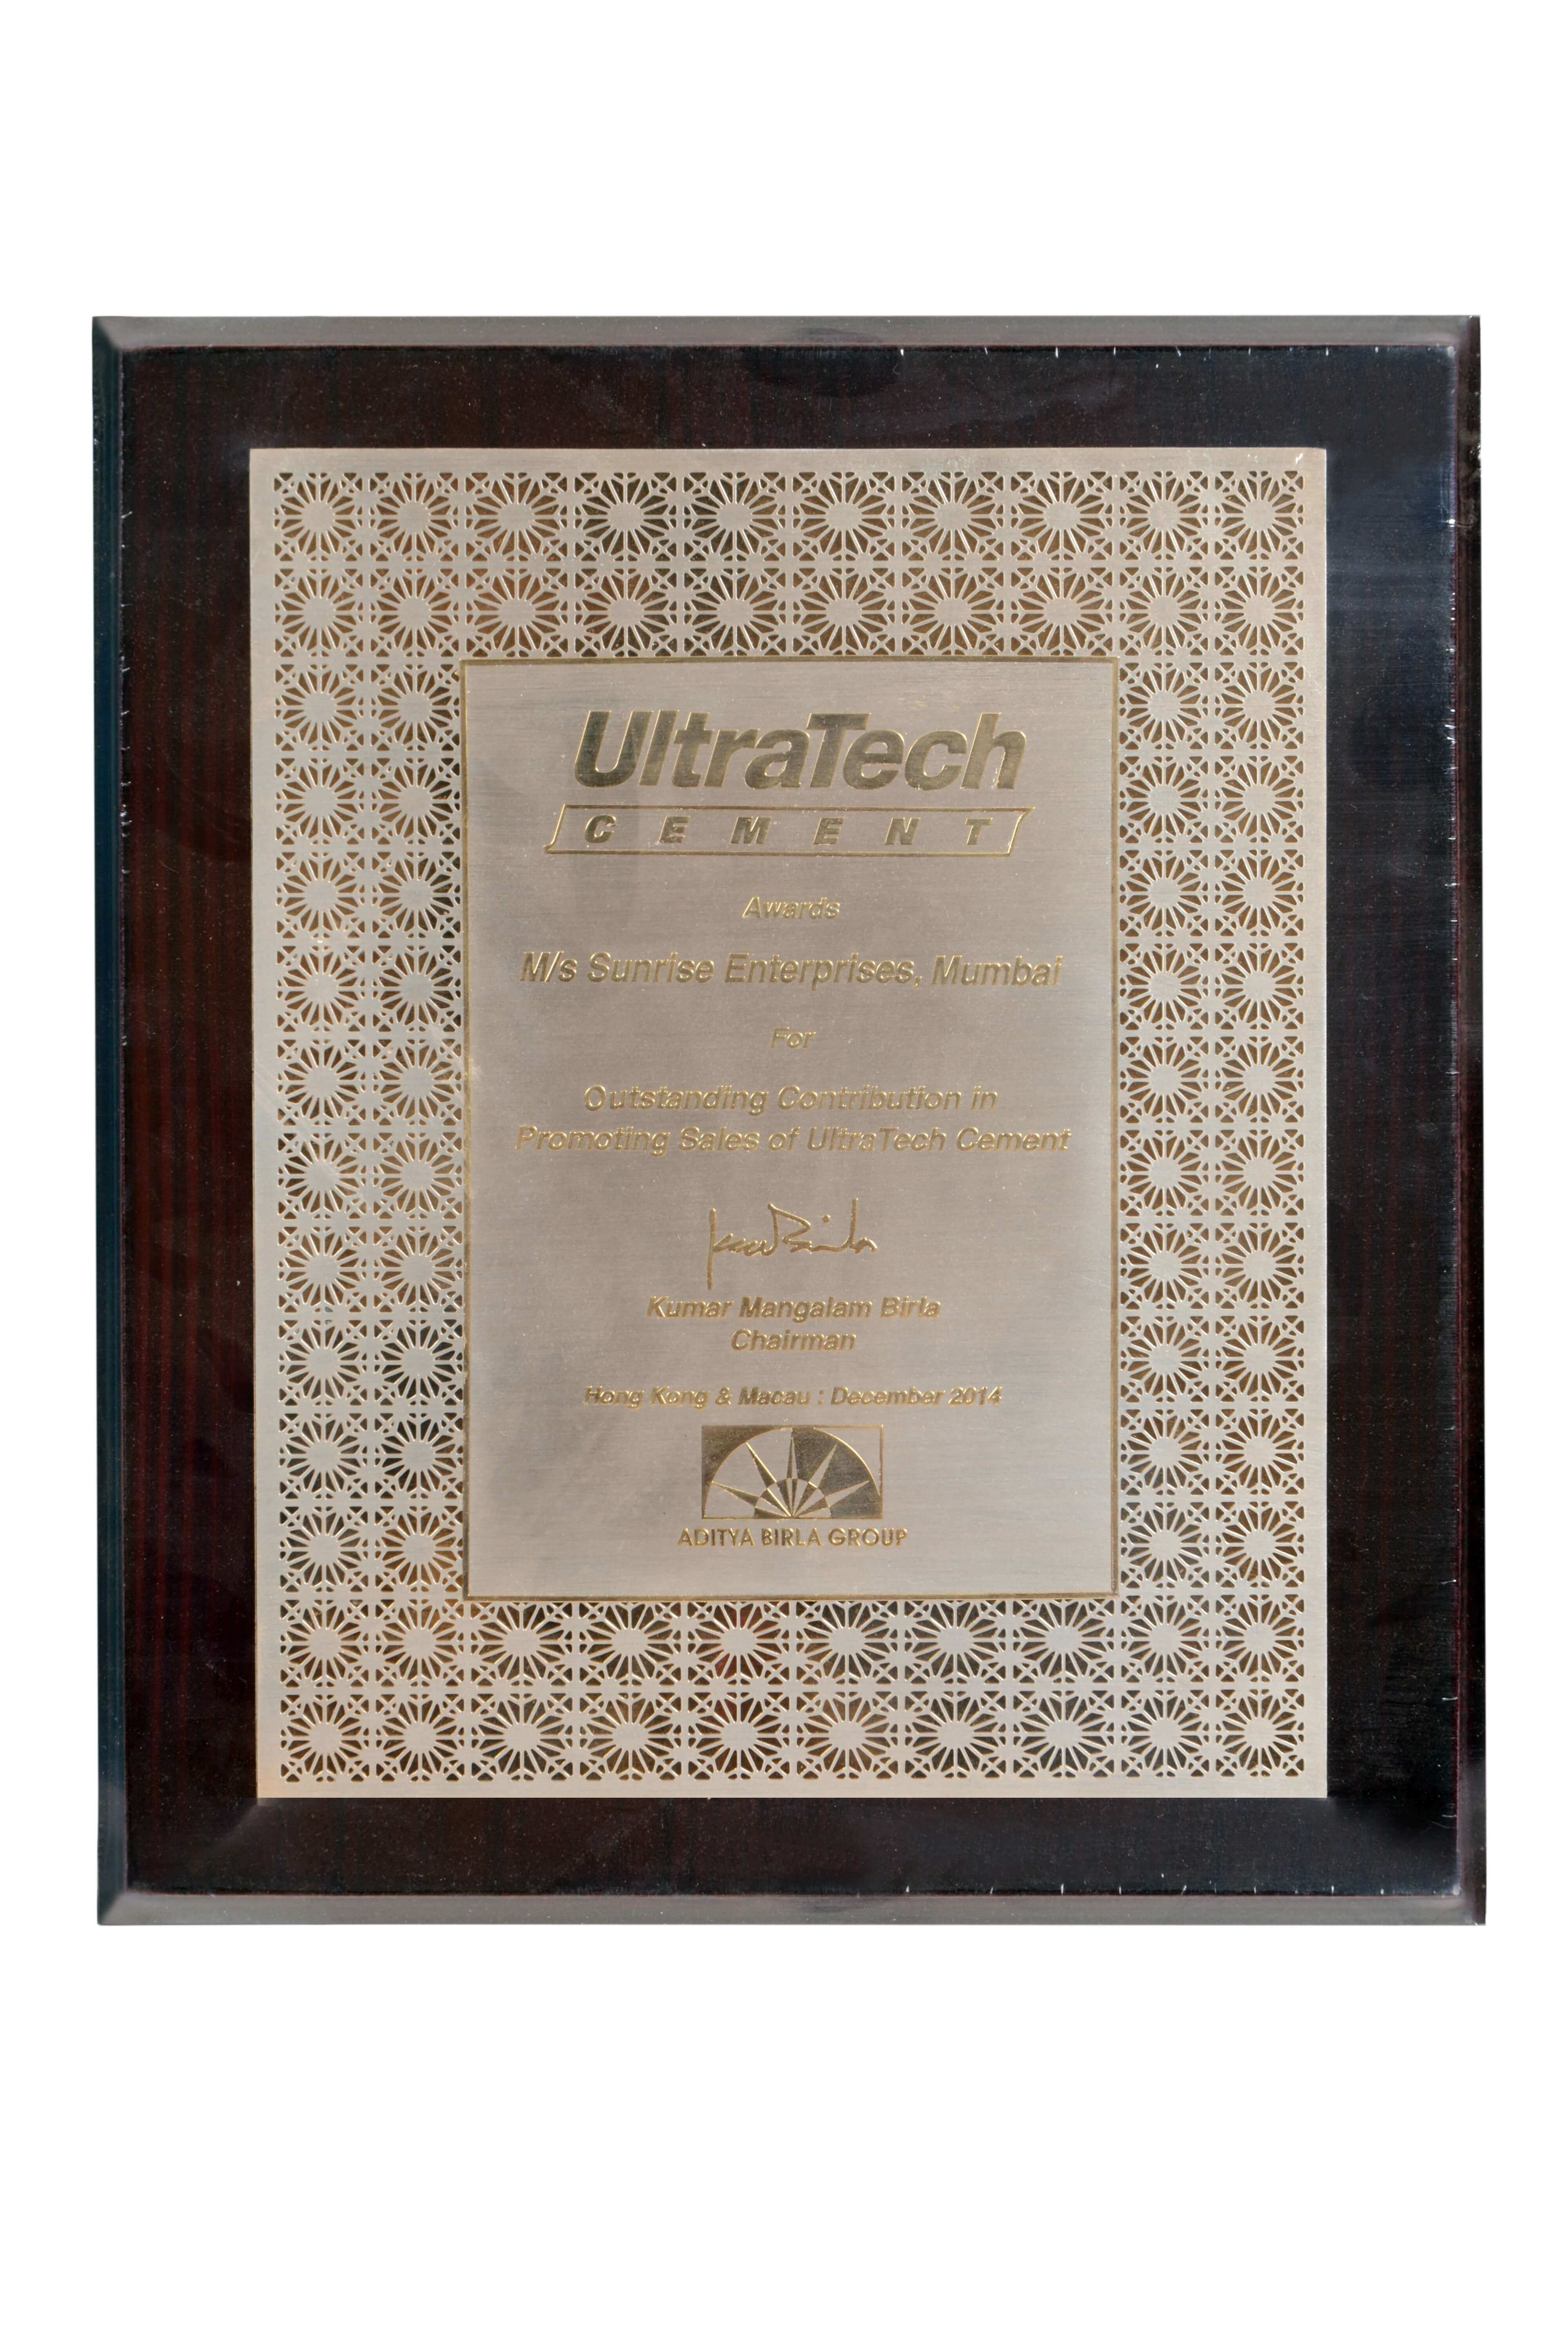 UltraTech
CEMENT
Awards
M/s Sunrise Enterprises, Mumbai
For
Outstanding Contribution in
Promoting Sales of UltraTech Cement
Kumar Mangalam Birla
Chairman
Hong Kong & Macau : December 2014
ADITYA BIRLA GROUP